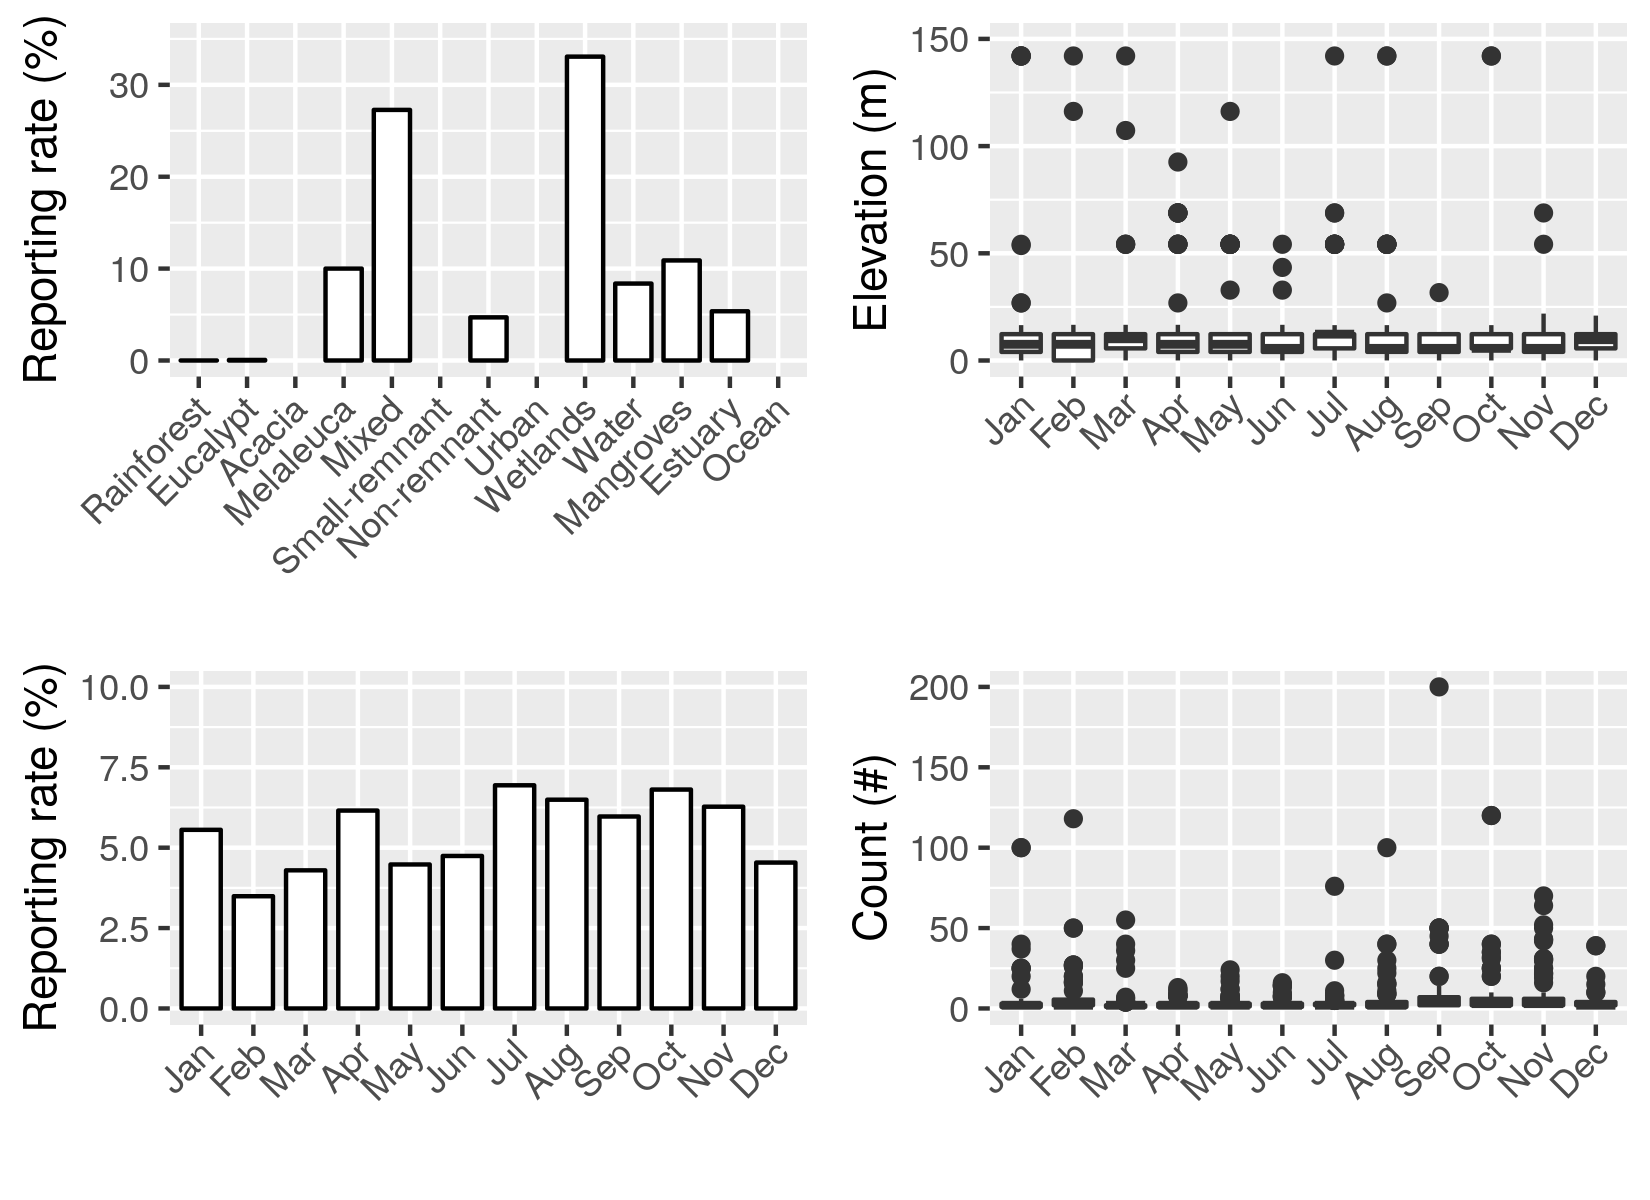 Reporting rate (%)
30
20
10
0
Rainforest
Eucalypt
Acacia
Melaleuca
Mixed
Small-remnant
Non-remnant
Urban
Wetlands
Water
Mangroves
Estuary
Ocean
Elevation (m)
150
100
50
0
Jan
Feb
Mar
Apr
May
Jun
Jul
Aug
Sep
Oct
Nov
Dec
Reporting rate (%)
10.0
7.5
5.0
2.5
0.0
Jan
Feb
Mar
Apr
May
Jun
Jul
Aug
Sep
Oct
Nov
Dec
Count (#)
200
150
100
50
0
Jan
Feb
Mar
Apr
May
Jun
Jul
Aug
Sep
Oct
Nov
Dec